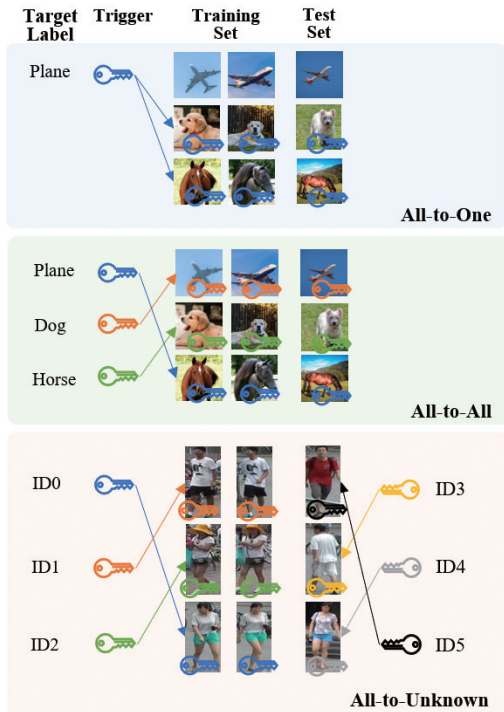 Target Label Trigger Training Set Test Set
Plane
All-to-One
Plane
Dog
Horse
All-to-All
ID0 ID3
ID1 ID4
ID2 ID5
All-to-Unknown